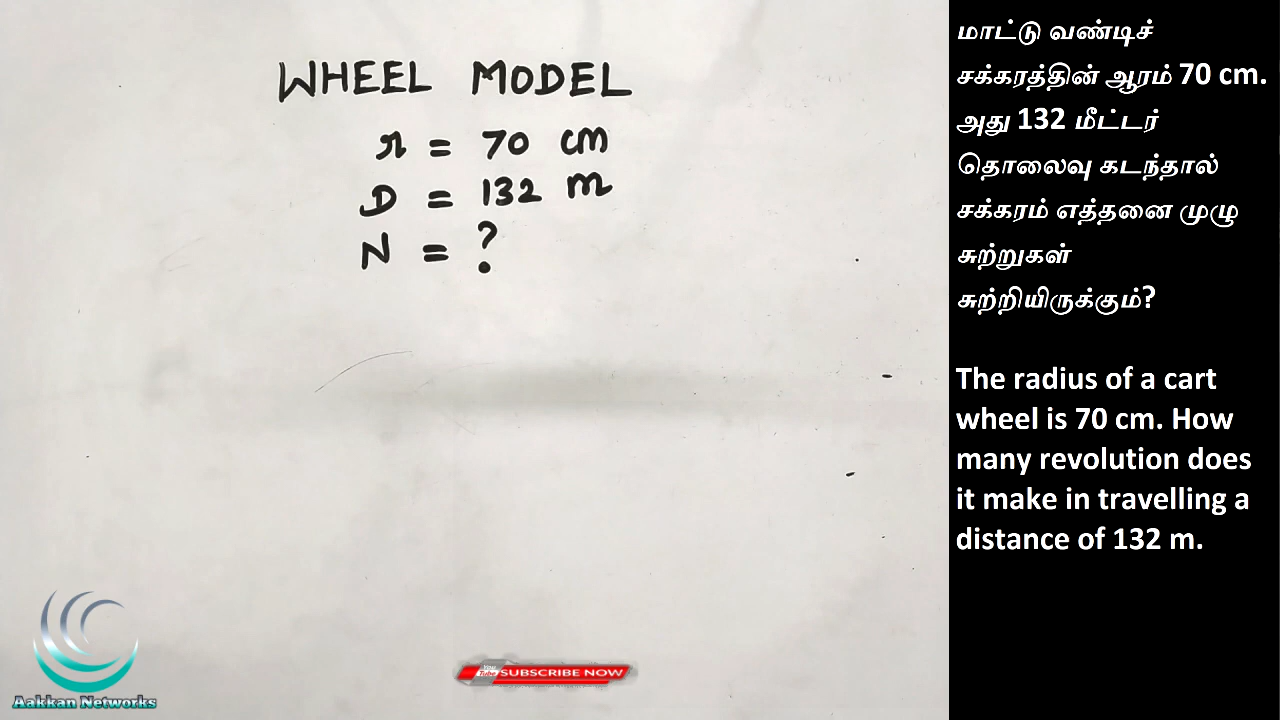 WHEEL MODEL
r = 70 cm
D = 132 m
N = ?
மாட்டு வண்டிச்
சக்கரத்தின் ஆரம் 70 cm.
அது 132 மீட்டர்
தொலைவு கடந்தால்
சக்கரம் எத்தனை முழு
சுற்றுகள்
சுற்றியிருக்கும்?
The radius of a cart
wheel is 70 cm. How
many revolution does
it make in travelling a
distance of 132 m.
You Tube SUBSCRIBE NOW
Aakkan Networks